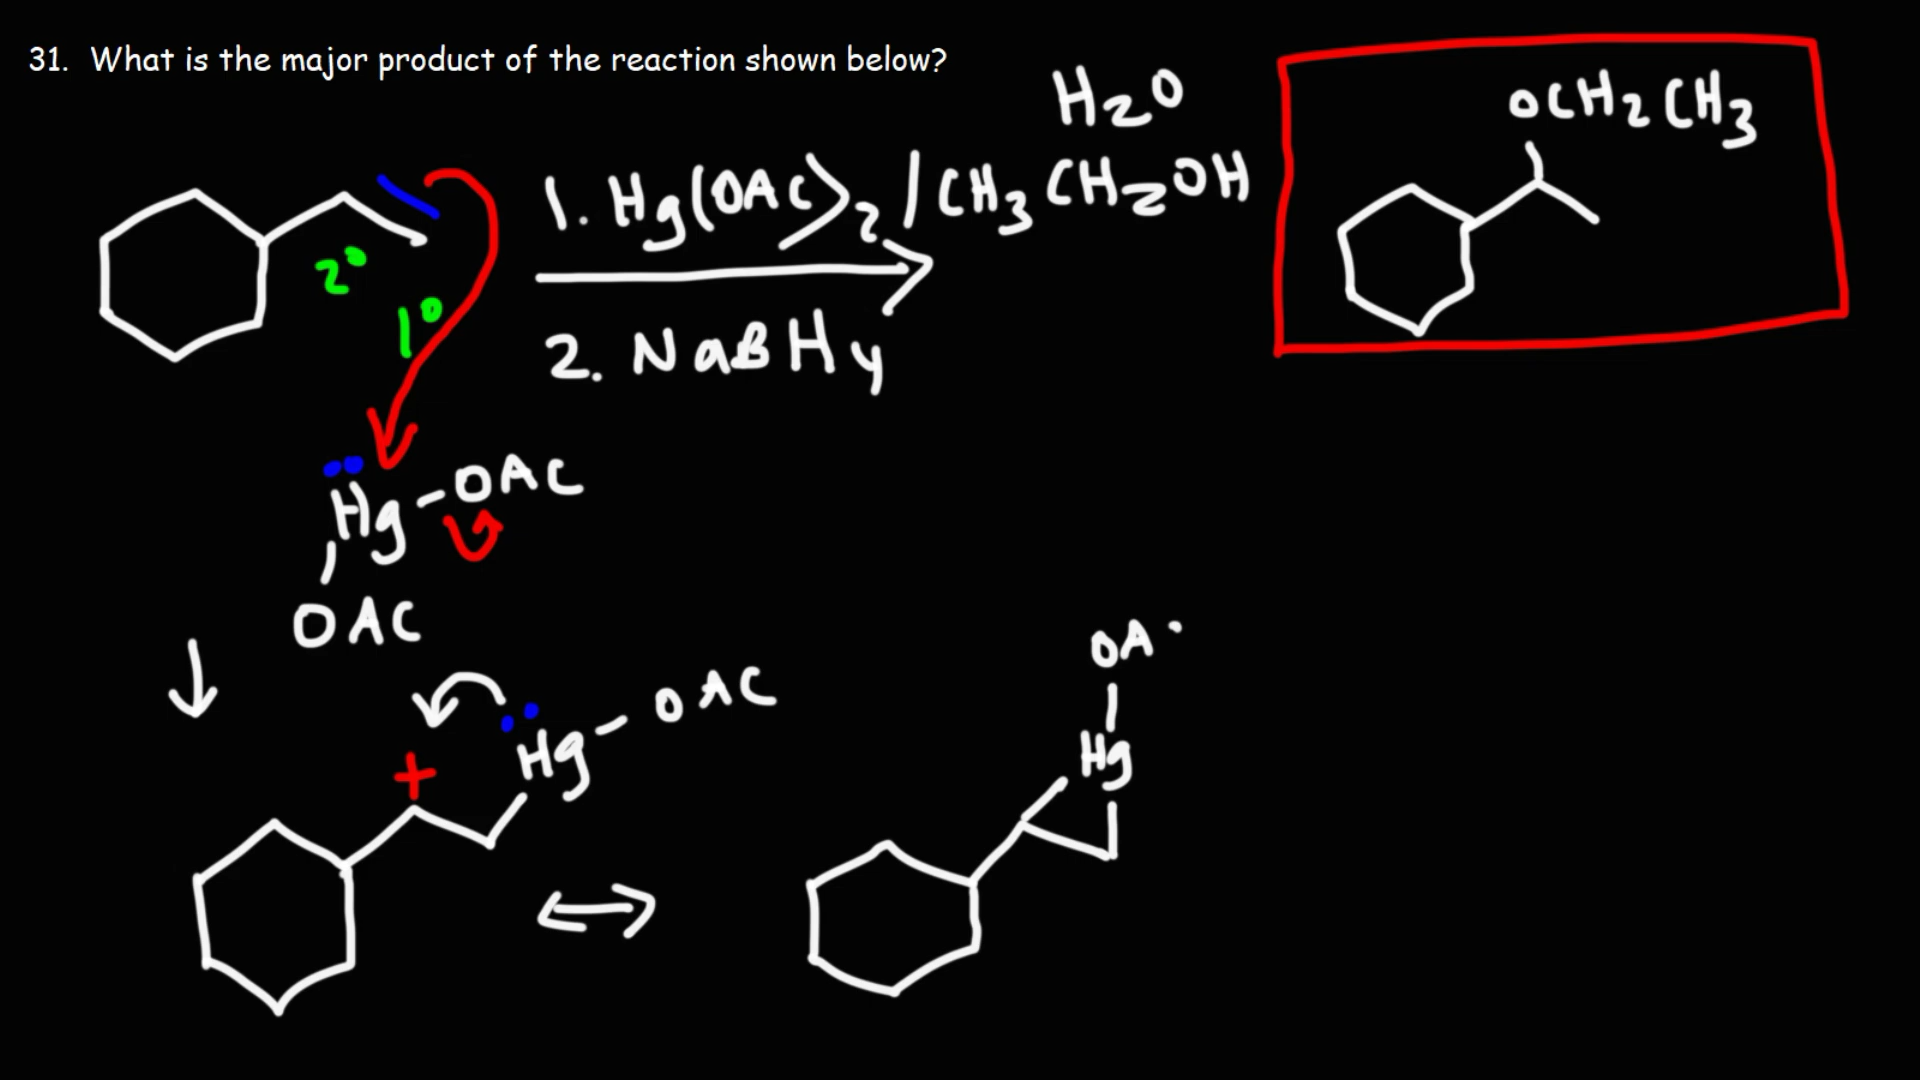 31. What is the major product of the reaction shown below?
H2O
1. Hg(OAC)2/CH3CH2OH
2. NaBH4
OCH2CH3
2°
1°
Hg-OAC
OAC
+
Hg-OAC
OA
Hg